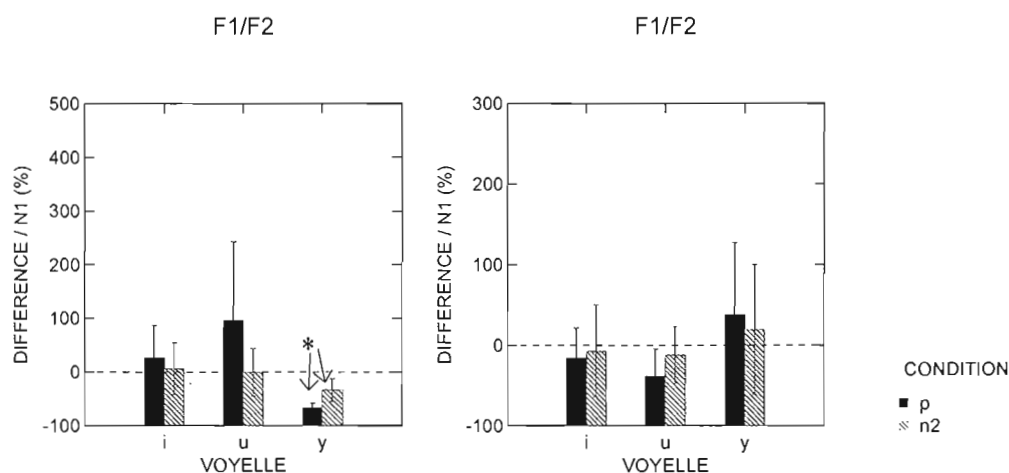 F1/F2
DIFFERENCE / N1 (%)
500
400
300
200
100
0
-100
*
i u y
VOYELLE
F1/F2
DIFFERENCE / N1 (%)
300
200
100
0
-100
i u y
VOYELLE
CONDITION
p
n2